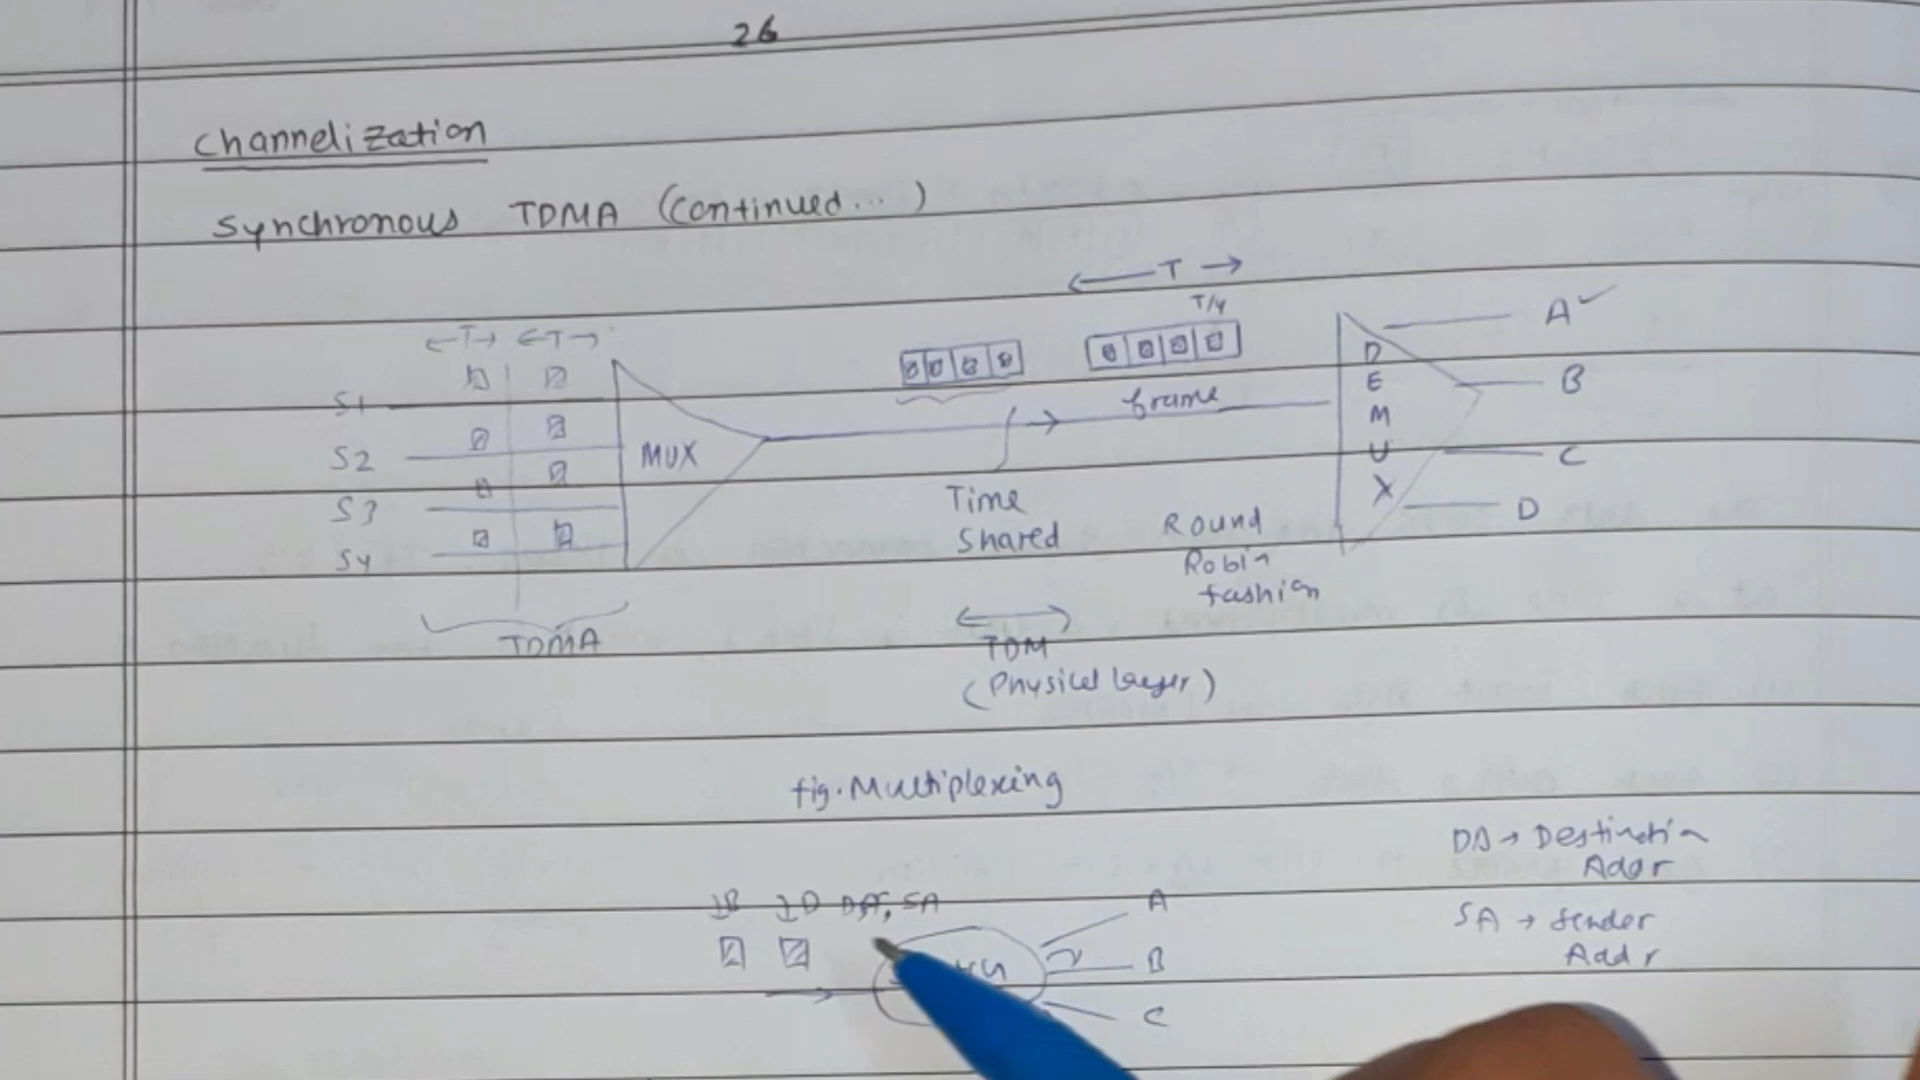 26
Channelization
Synchronous TDMA (Continued...)
T
T/4
T T
S1
S2
S3
S4
MUX
frame
D
E
M
U
X
A
B
C
D
Time
Shared
Round
Robin
fashion
TDMA
TDM
(Physical layer)
fig. Multiplexing
DA → Destination
Addr
SA → Sender
Addr
DA, SA
A
B
C